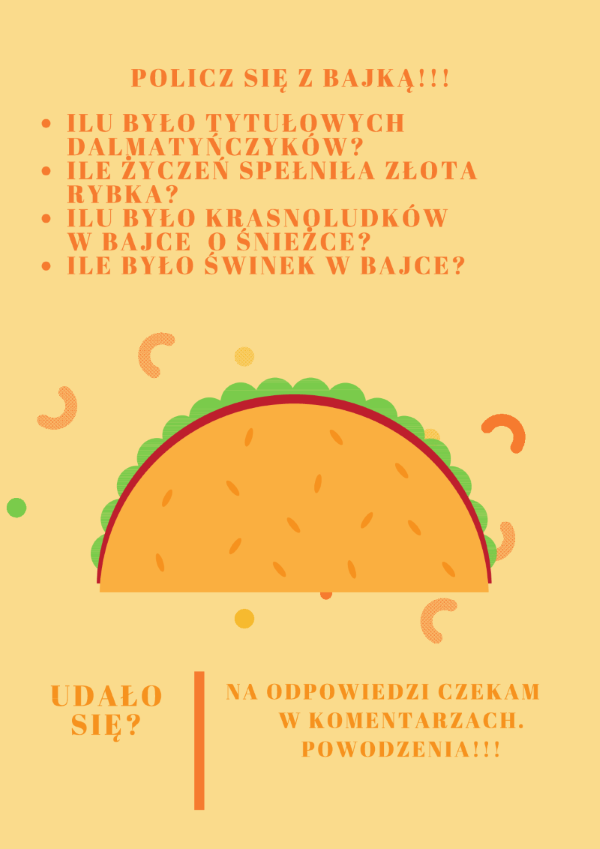 POLICZ SIĘ Z BAJKĄ!!!
ILU BYŁO TYTUŁOWYCH
DALMATYŃCZYKÓW?
ILE ŻYCZEŃ SPEŁNIŁA ZŁOTA
RYBKA?
ILU BYŁO KRASNOLUDKÓW
W BAJCE O ŚNIEŻCE?
ILE BYŁO ŚWINEK W BAJCE?
UDAŁO
SIĘ?
NA ODPOWIEDZI CZEKAM
W KOMENTARZACH.
POWODZENIA!!!